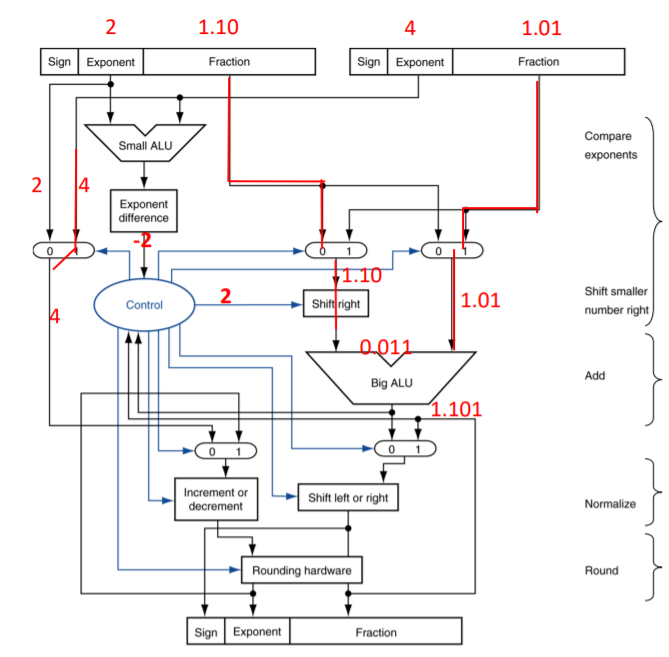 2 1.10 4 1.01
Sign Exponent Fraction Sign Exponent Fraction
Compare
exponents
Small ALU
2 4
Exponent
difference
-2
0 1 0 1 0 1
1.10
Control 2 Shift right 1.01
Shift smaller
number right
4
0.011
Add
Big ALU
1.101
0 1 0 1
Increment or
decrement
Shift left or right
Normalize
Rounding hardware
Round
Sign Exponent Fraction